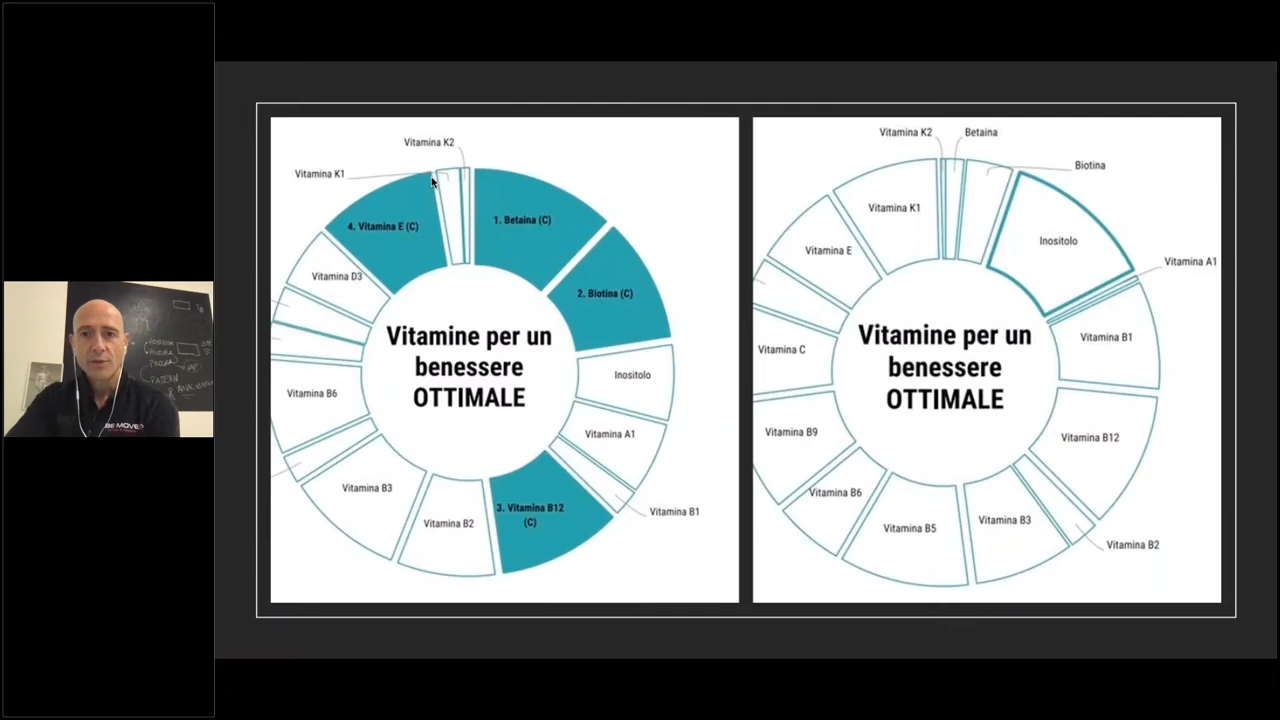 Vitamina K2
Vitamina K1
4. Vitamina E (C)
1. Betaina (C)
Vitamina D3
2. Biotina (C)
Vitamine per un
benessere
OTTIMALE
Inositolo
Vitamina B6
Vitamina A1
Vitamina B3
3. Vitamina B12
(C)
Vitamina B2
Vitamina B1
Vitamina K2
Betaina
Biotina
Vitamina K1
Inositolo
Vitamina E
Vitamina A1
Vitamine per un
benessere
OTTIMALE
Vitamina B1
Vitamina C
Vitamina B9
Vitamina B12
Vitamina B6
Vitamina B5
Vitamina B3
Vitamina B2
BE MOVED
PATTERN